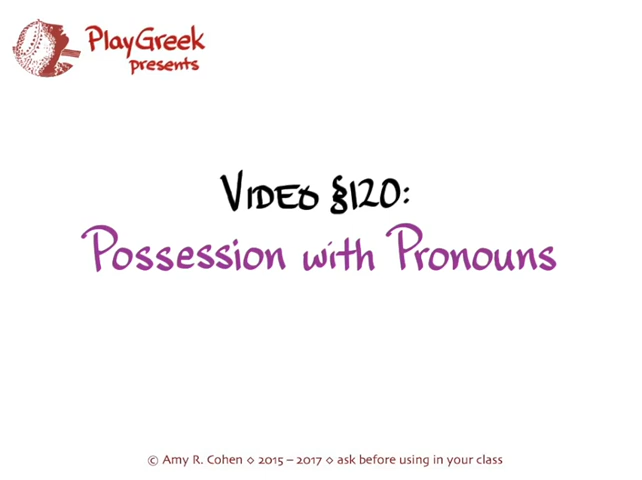 PlayGreek
presents
Video §120:
Possession with Pronouns
© Amy R. Cohen ◇ 2015 – 2017 ◇ ask before using in your class